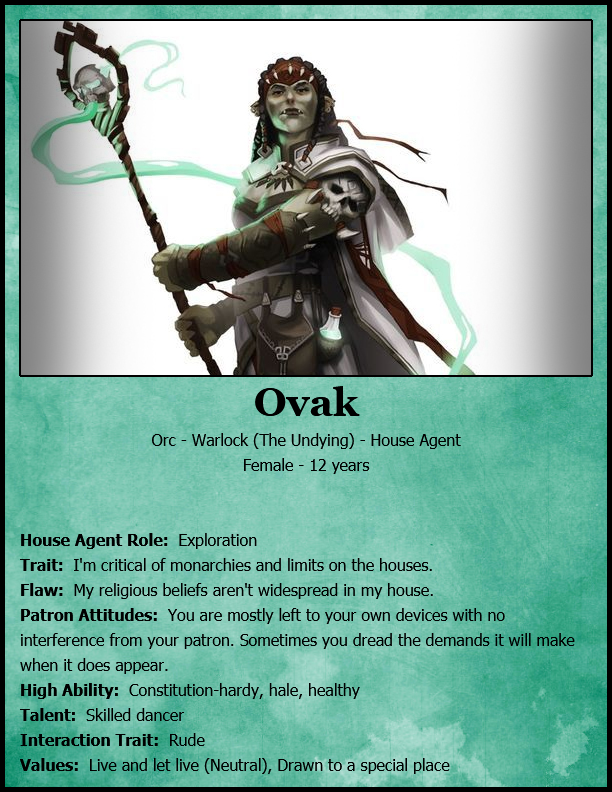 Ovak
Orc - Warlock (The Undying) - House Agent
Female - 12 years
House Agent Role:  Exploration
Trait:  I'm critical of monarchies and limits on the houses.
Flaw:  My religious beliefs aren't widespread in my house.
Patron Attitudes:  You are mostly left to your own devices with no
interference from your patron. Sometimes you dread the demands it will make
when it does appear.
High Ability:  Constitution-hardy, hale, healthy
Talent:  Skilled dancer
Interaction Trait:  Rude
Values:  Live and let live (Neutral), Drawn to a special place